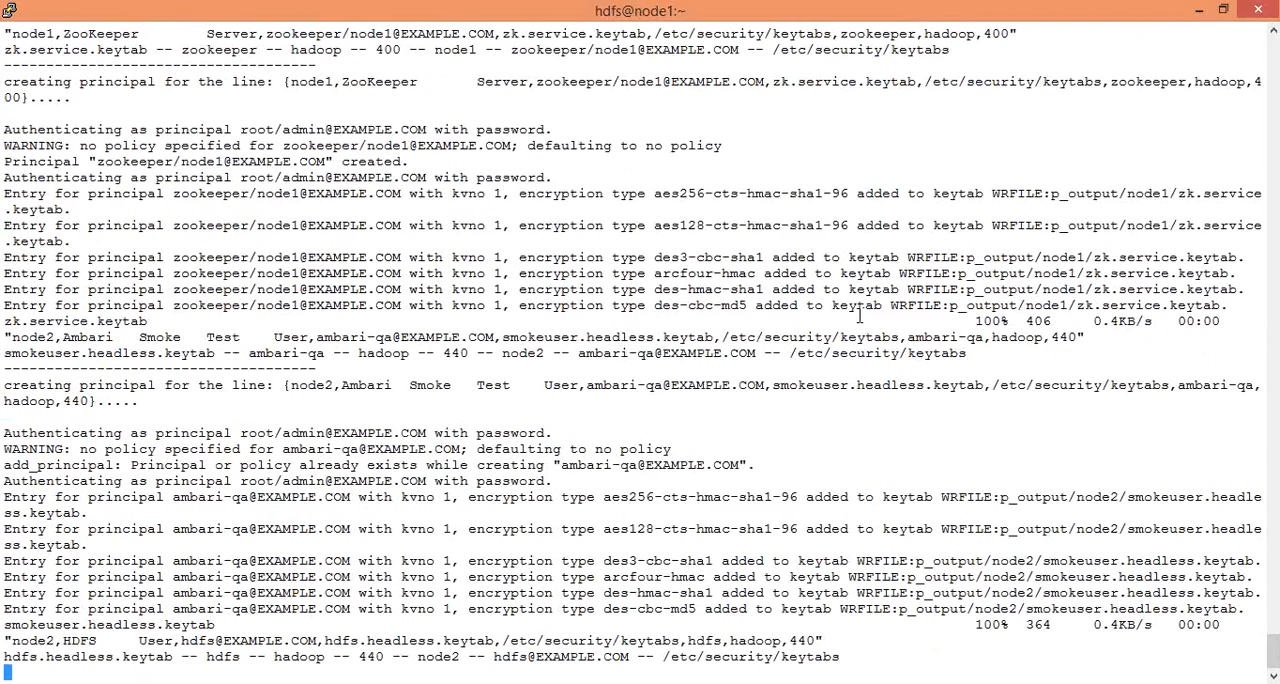 hdfs@node1:~
"node1,ZooKeeper       Server,zookeeper/node1@EXAMPLE.COM,zk.service.keytab,/etc/security/keytabs,zookeeper,hadoop,400"
zk.service.keytab -- zookeeper -- hadoop -- 400 -- node1 -- zookeeper/node1@EXAMPLE.COM -- /etc/security/keytabs
-------------------------------------
creating principal for the line: {node1,ZooKeeper       Server,zookeeper/node1@EXAMPLE.COM,zk.service.keytab,/etc/security/keytabs,zookeeper,hadoop,4
00}.....
Authenticating as principal root/admin@EXAMPLE.COM with password.
WARNING: no policy specified for zookeeper/node1@EXAMPLE.COM; defaulting to no policy
Principal "zookeeper/node1@EXAMPLE.COM" created.
Authenticating as principal root/admin@EXAMPLE.COM with password.
Entry for principal zookeeper/node1@EXAMPLE.COM with kvno 1, encryption type aes256-cts-hmac-sha1-96 added to keytab WRFILE:p_output/node1/zk.service
.keytab.
Entry for principal zookeeper/node1@EXAMPLE.COM with kvno 1, encryption type aes128-cts-hmac-sha1-96 added to keytab WRFILE:p_output/node1/zk.service
.keytab.
Entry for principal zookeeper/node1@EXAMPLE.COM with kvno 1, encryption type des3-cbc-sha1 added to keytab WRFILE:p_output/node1/zk.service.keytab.
Entry for principal zookeeper/node1@EXAMPLE.COM with kvno 1, encryption type arcfour-hmac added to keytab WRFILE:p_output/node1/zk.service.keytab.
Entry for principal zookeeper/node1@EXAMPLE.COM with kvno 1, encryption type des-hmac-sha1 added to keytab WRFILE:p_output/node1/zk.service.keytab.
Entry for principal zookeeper/node1@EXAMPLE.COM with kvno 1, encryption type des-cbc-md5 added to keytab WRFILE:p_output/node1/zk.service.keytab.
zk.service.keytab 100% 406 0.4KB/s 00:00
"node2,Ambari   Smoke   Test    User,ambari-qa@EXAMPLE.COM,smokeuser.headless.keytab,/etc/security/keytabs,ambari-qa,hadoop,440"
smokeuser.headless.keytab -- ambari-qa -- hadoop -- 440 -- node2 -- ambari-qa@EXAMPLE.COM -- /etc/security/keytabs
-------------------------------------
creating principal for the line: {node2,Ambari  Smoke   Test    User,ambari-qa@EXAMPLE.COM,smokeuser.headless.keytab,/etc/security/keytabs,ambari-qa,
hadoop,440}.....
Authenticating as principal root/admin@EXAMPLE.COM with password.
WARNING: no policy specified for ambari-qa@EXAMPLE.COM; defaulting to no policy
add_principal: Principal or policy already exists while creating "ambari-qa@EXAMPLE.COM".
Authenticating as principal root/admin@EXAMPLE.COM with password.
Entry for principal ambari-qa@EXAMPLE.COM with kvno 1, encryption type aes256-cts-hmac-sha1-96 added to keytab WRFILE:p_output/node2/smokeuser.headle
ss.keytab.
Entry for principal ambari-qa@EXAMPLE.COM with kvno 1, encryption type aes128-cts-hmac-sha1-96 added to keytab WRFILE:p_output/node2/smokeuser.headle
ss.keytab.
Entry for principal ambari-qa@EXAMPLE.COM with kvno 1, encryption type des3-cbc-sha1 added to keytab WRFILE:p_output/node2/smokeuser.headless.keytab.
Entry for principal ambari-qa@EXAMPLE.COM with kvno 1, encryption type arcfour-hmac added to keytab WRFILE:p_output/node2/smokeuser.headless.keytab.
Entry for principal ambari-qa@EXAMPLE.COM with kvno 1, encryption type des-hmac-sha1 added to keytab WRFILE:p_output/node2/smokeuser.headless.keytab.
Entry for principal ambari-qa@EXAMPLE.COM with kvno 1, encryption type des-cbc-md5 added to keytab WRFILE:p_output/node2/smokeuser.headless.keytab.
smokeuser.headless.keytab 100% 364 0.4KB/s 00:00
"node2,HDFS     User,hdfs@EXAMPLE.COM,hdfs.headless.keytab,/etc/security/keytabs,hdfs,hadoop,440"
hdfs.headless.keytab -- hdfs -- hadoop -- 440 -- node2 -- hdfs@EXAMPLE.COM -- /etc/security/keytabs